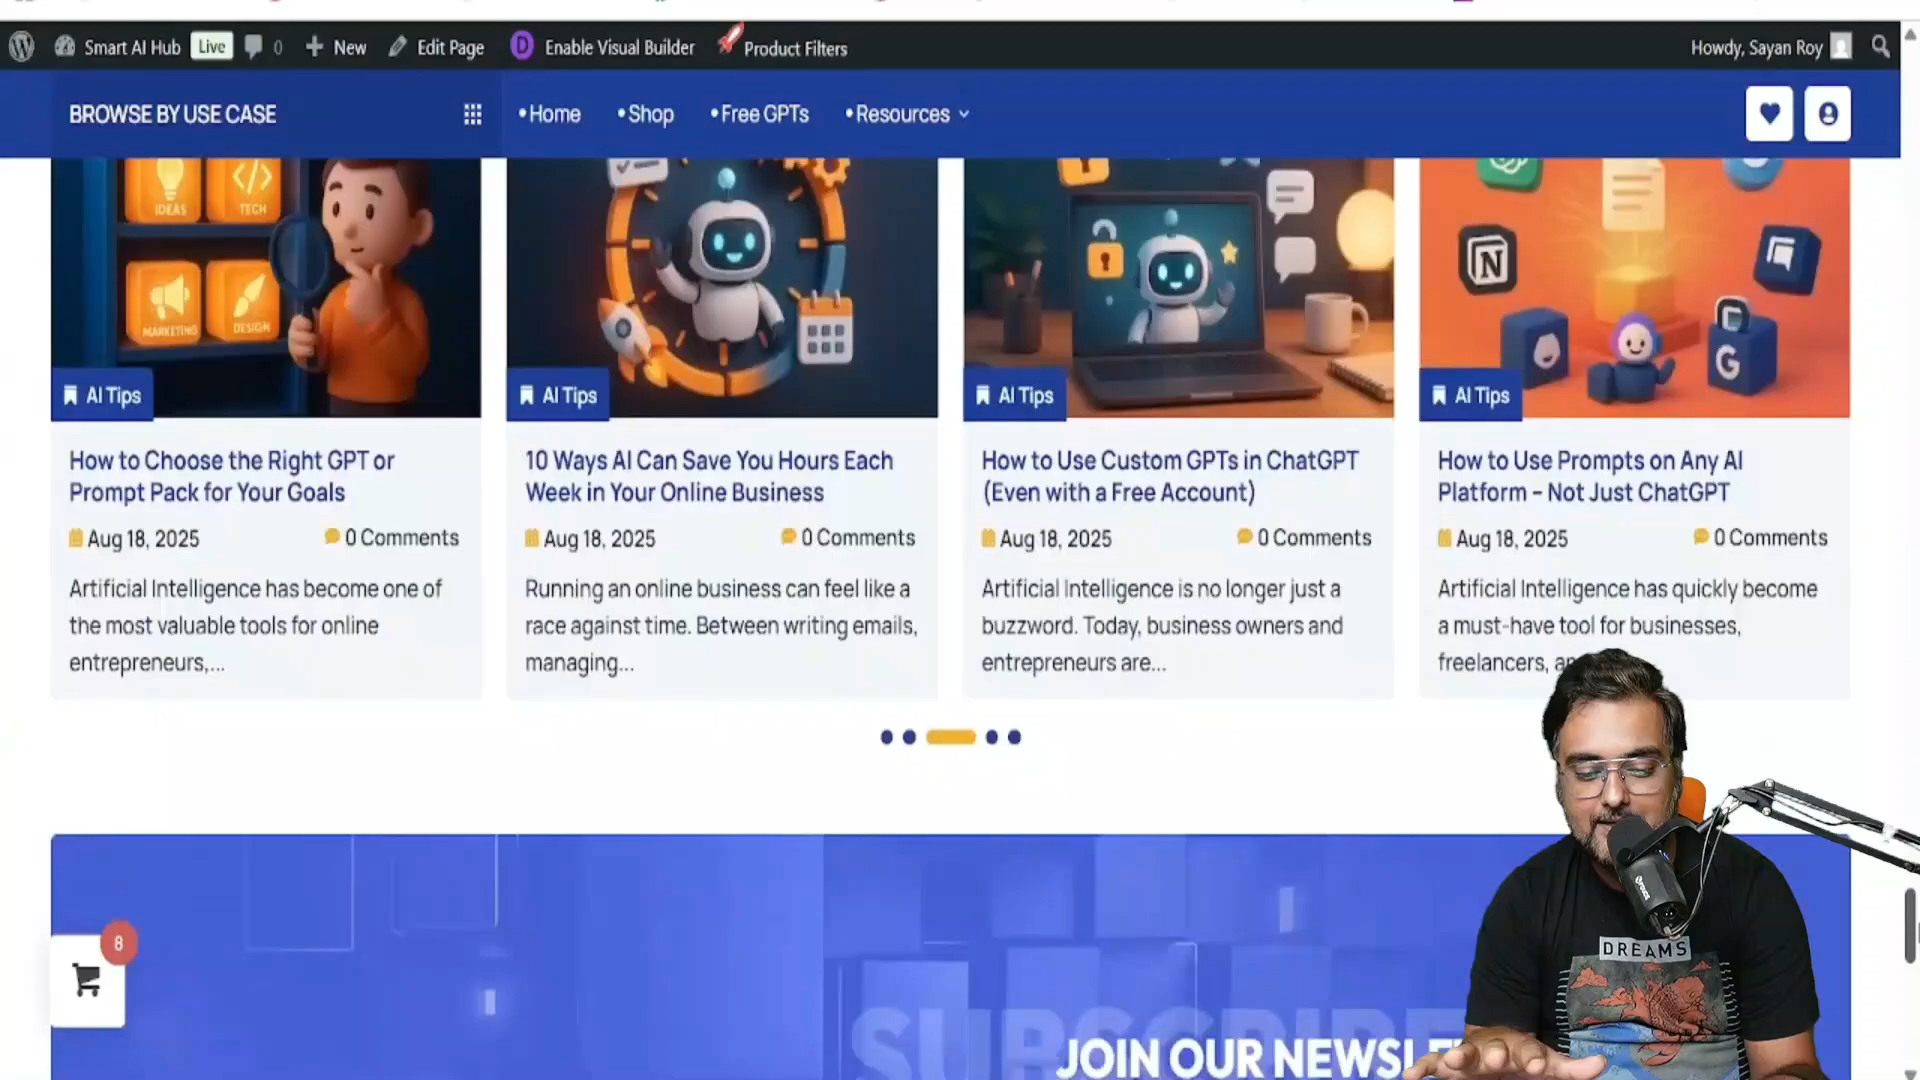 Smart AI Hub Live 0 New Edit Page D Enable Visual Builder Product Filters Howdy, Sayan Roy
BROWSE BY USE CASE •Home •Shop •Free GPTs •Resources
IDEAS TECH
MARKETING DESIGN
N
G
AI Tips AI Tips AI Tips AI Tips
How to Choose the Right GPT or
Prompt Pack for Your Goals
Aug 18, 2025 0 Comments
Artificial Intelligence has become one of
the most valuable tools for online
entrepreneurs,...
10 Ways AI Can Save You Hours Each
Week in Your Online Business
Aug 18, 2025 0 Comments
Running an online business can feel like a
race against time. Between writing emails,
managing...
How to Use Custom GPTs in ChatGPT
(Even with a Free Account)
Aug 18, 2025 0 Comments
Artificial Intelligence is no longer just a
buzzword. Today, business owners and
entrepreneurs are...
How to Use Prompts on Any AI
Platform – Not Just ChatGPT
Aug 18, 2025 0 Comments
Artificial Intelligence has quickly become
a must-have tool for businesses,
freelancers,
8
SUBSCRIBE
JOIN OUR
DREAMS